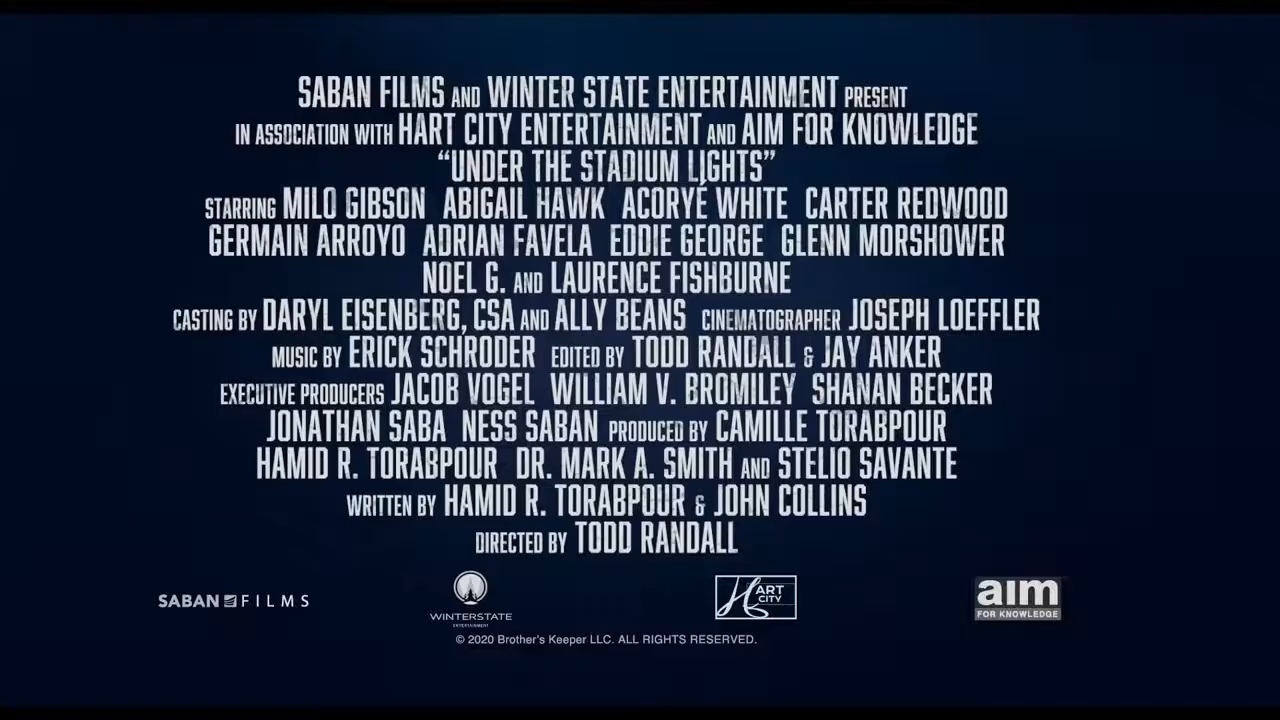 SABAN FILMS AND WINTER STATE ENTERTAINMENT PRESENT
IN ASSOCIATION WITH HART CITY ENTERTAINMENT AND AIM FOR KNOWLEDGE
“UNDER THE STADIUM LIGHTS”
STARRING MILO GIBSON ABIGAIL HAWK ACORYÉ WHITE CARTER REDWOOD
GERMAIN ARROYO ADRIAN FAVELA EDDIE GEORGE GLENN MORSHOWER
NOEL G. AND LAURENCE FISHBURNE
CASTING BY DARYL EISENBERG, CSA AND ALLY BEANS CINEMATOGRAPHER JOSEPH LOEFFLER
MUSIC BY ERICK SCHRODER EDITED BY TODD RANDALL & JAY ANKER
EXECUTIVE PRODUCERS JACOB VOGEL WILLIAM V. BROMILEY SHANAN BECKER
JONATHAN SABA NESS SABAN PRODUCED BY CAMILLE TORABPOUR
HAMID R. TORABPOUR DR. MARK A. SMITH AND STELIO SAVANTE
WRITTEN BY HAMID R. TORABPOUR & JOHN COLLINS
DIRECTED BY TODD RANDALL
SABAN FILMS
WINTERSTATE
ENTERTAINMENT
HART
CITY
aim
FOR KNOWLEDGE
© 2020 Brother's Keeper LLC. ALL RIGHTS RESERVED.